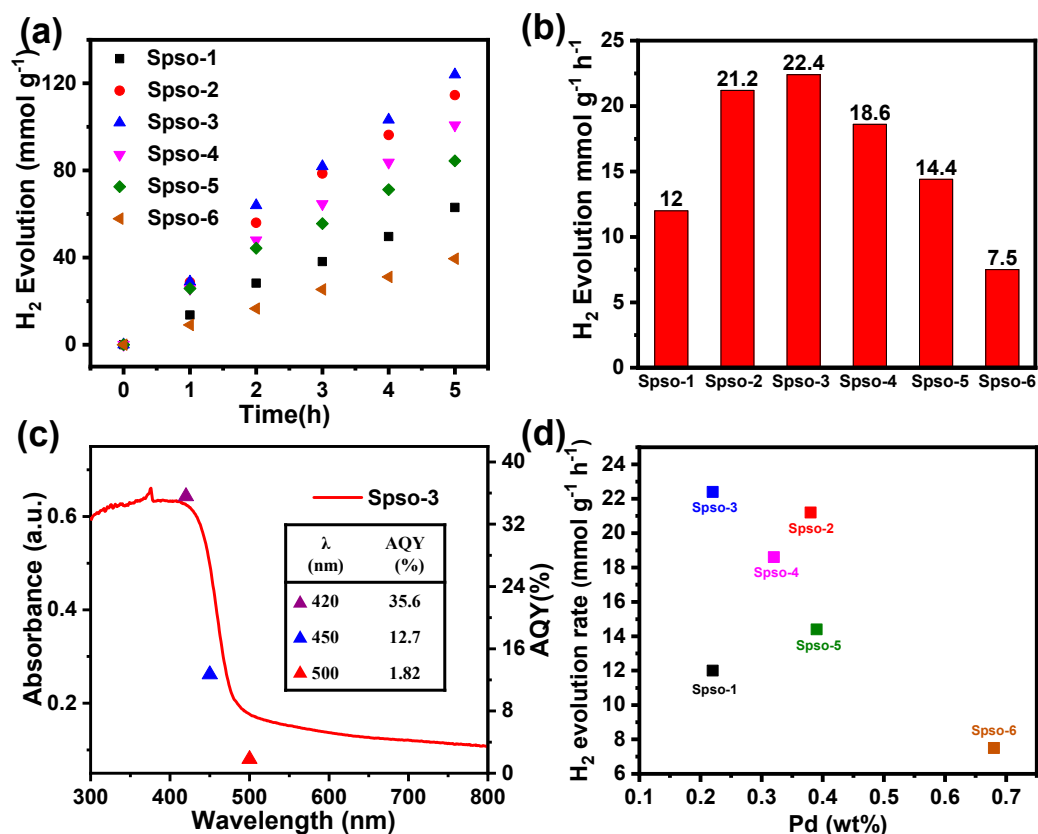 (a)
H₂ Evolution (mmol g⁻¹)
120
80
40
0
Spso-1
Spso-2
Spso-3
Spso-4
Spso-5
Spso-6
0 1 2 3 4 5
Time(h)
(b)
H₂ Evolution mmol g⁻¹ h⁻¹
25
20
15
10
5
0
12
21.2
22.4
18.6
14.4
7.5
Spso-1 Spso-2 Spso-3 Spso-4 Spso-5 Spso-6
(c)
Absorbance (a.u.)
0.6
0.4
0.2
Spso-3
λ AQY
(nm) (%)
420 35.6
450 12.7
500 1.82
40
32
24
16
8
0
AQY(%)
300 400 500 600 700 800
Wavelength (nm)
(d)
H₂ evolution rate (mmol g⁻¹ h⁻¹)
24
22
20
18
16
14
12
10
8
6
Spso-3
Spso-2
Spso-4
Spso-5
Spso-1
Spso-6
0.1 0.2 0.3 0.4 0.5 0.6 0.7
Pd (wt%)